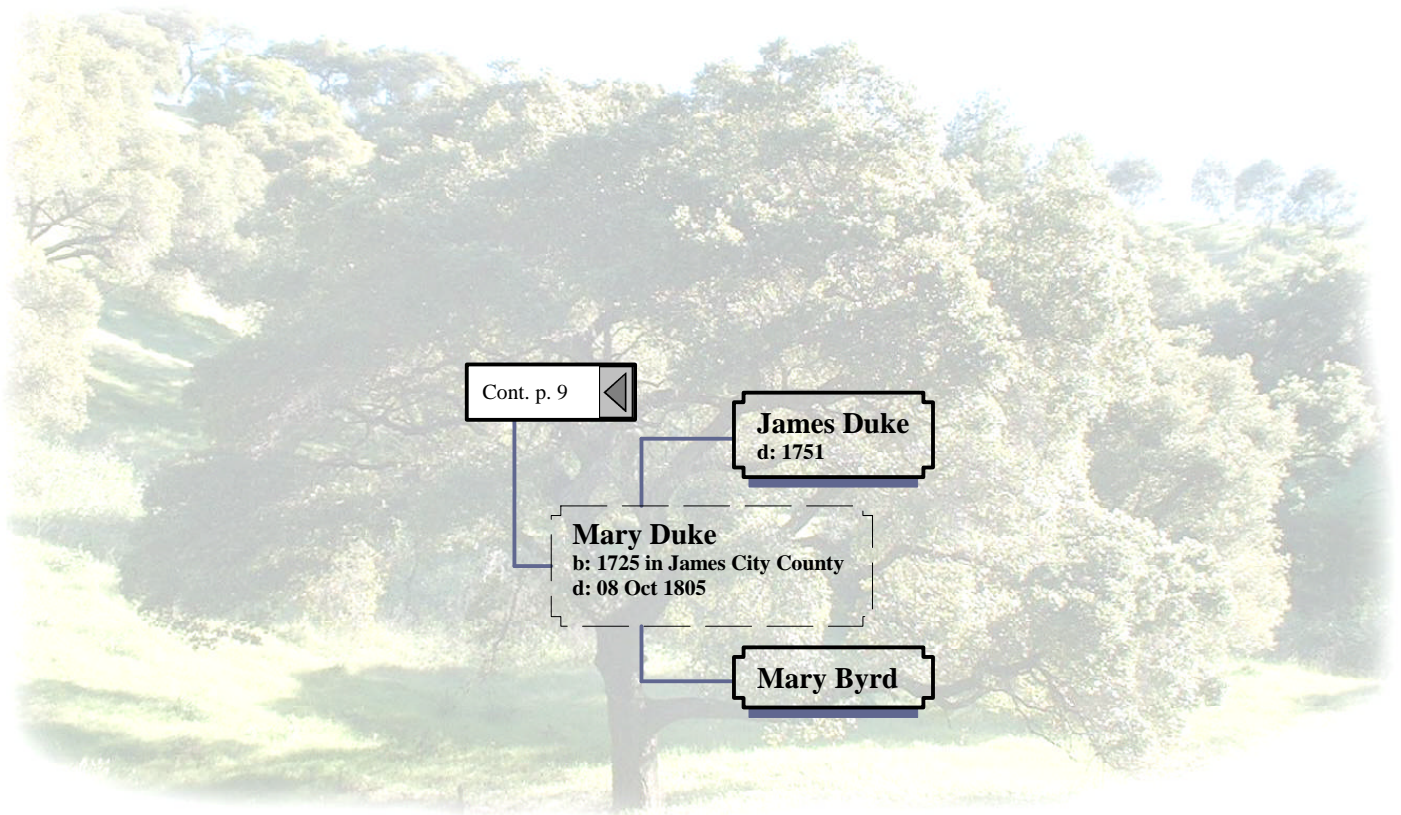 Cont. p. 9
James Duke
d: 1751
Mary Duke
b: 1725 in James City County
d: 08 Oct 1805
Mary Byrd